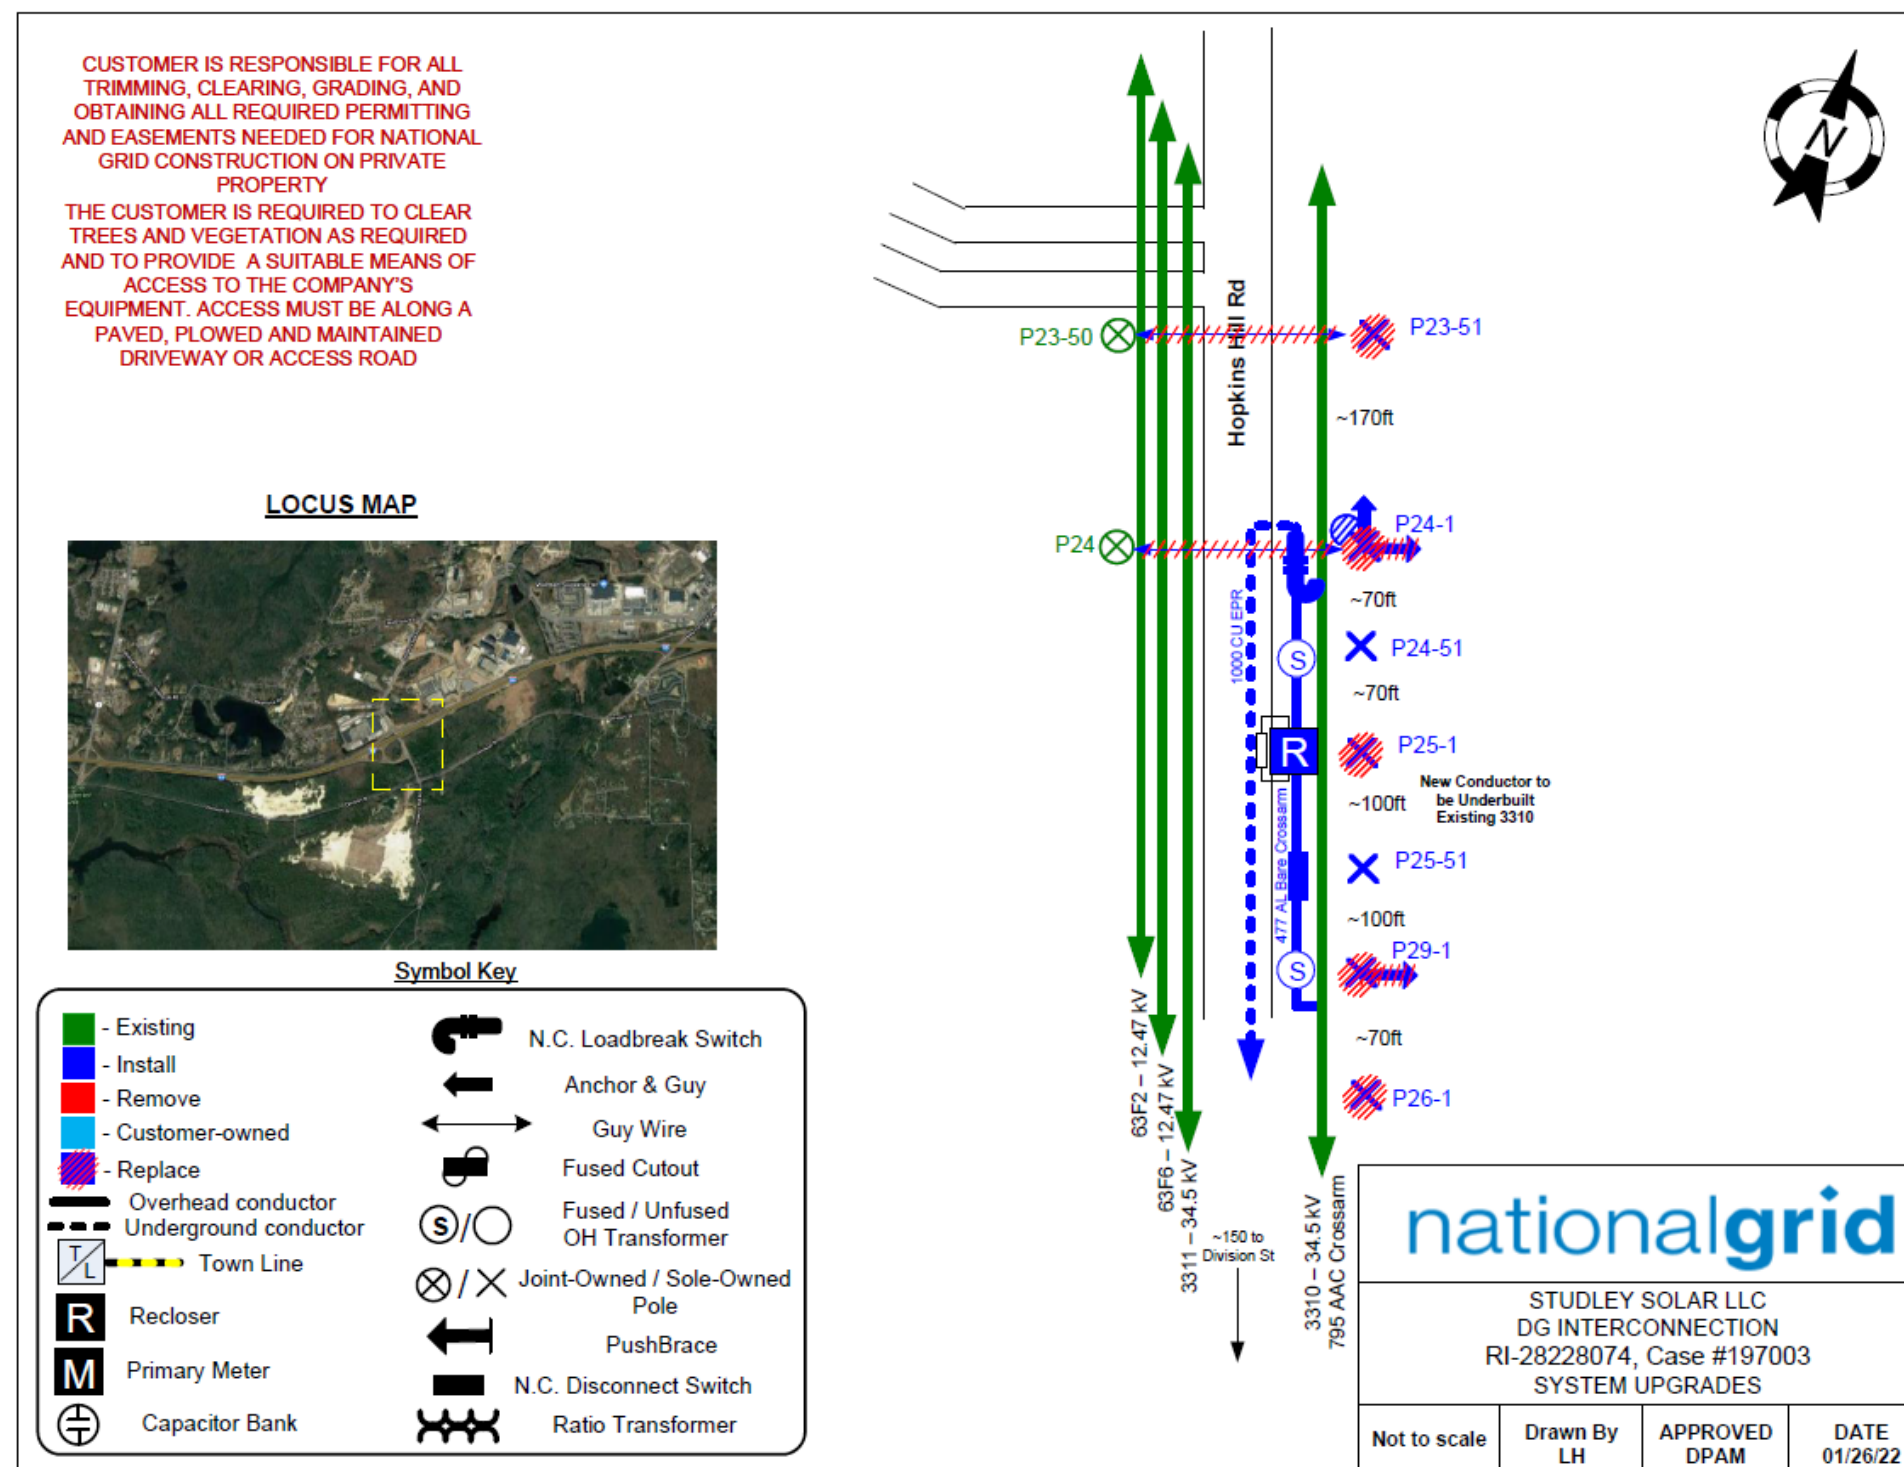 CUSTOMER IS RESPONSIBLE FOR ALL
TRIMMING, CLEARING, GRADING, AND
OBTAINING ALL REQUIRED PERMITTING
AND EASEMENTS NEEDED FOR NATIONAL
GRID CONSTRUCTION ON PRIVATE
PROPERTY
THE CUSTOMER IS REQUIRED TO CLEAR
TREES AND VEGETATION AS REQUIRED
AND TO PROVIDE A SUITABLE MEANS OF
ACCESS TO THE COMPANY'S
EQUIPMENT. ACCESS MUST BE ALONG A
PAVED, PLOWED AND MAINTAINED
DRIVEWAY OR ACCESS ROAD
LOCUS MAP
Symbol Key
- Existing
- Install
- Remove
- Customer-owned
- Replace
Overhead conductor
Underground conductor
T/L
Town Line
R
Recloser
M
Primary Meter
Capacitor Bank
N.C. Loadbreak Switch
Anchor & Guy
Guy Wire
Fused Cutout
S
/
Fused / Unfused
OH Transformer
/
Joint-Owned / Sole-Owned
Pole
PushBrace
N.C. Disconnect Switch
Ratio Transformer
N
Hopkins Hill Rd
P23-50
P23-51
~170ft
P24
P24-1
~70ft
1000 CU EPR
S
P24-51
~70ft
R
P25-1
New Conductor to
be Underbuilt
Existing 3310
~100ft
477 AL Bare Crossarm
P25-51
~100ft
S
P29-1
~70ft
P26-1
63F2 – 12.47 kV
63F6 – 12.47 kV
3311 – 34.5 kV
~150 to
Division St
3310 – 34.5 kV
795 AAC Crossarm
nationalgrid
STUDLEY SOLAR LLC
DG INTERCONNECTION
RI-28228074, Case #197003
SYSTEM UPGRADES
Not to scale
Drawn By
LH
APPROVED
DPAM
DATE
01/26/22